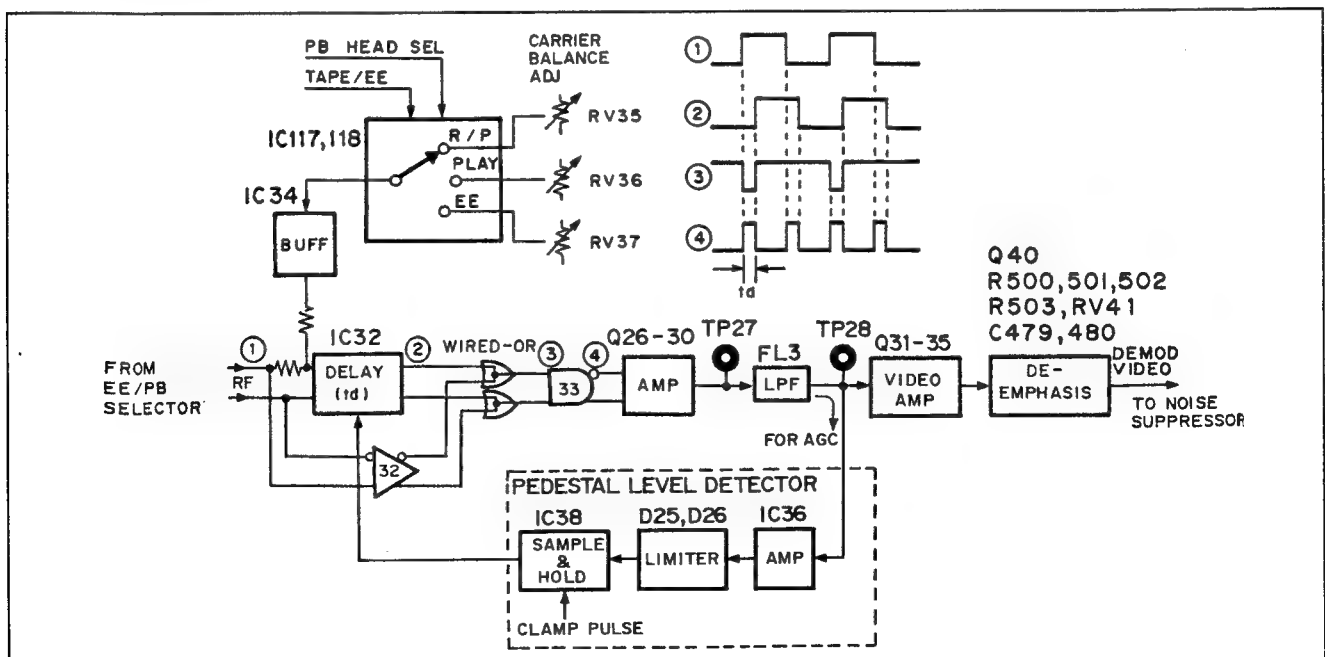 PB HEAD SEL
TAPE/EE
CARRIER
BALANCE
ADJ
IC117,118
R/P
RV35
PLAY
RV36
EE
RV37
IC34
BUFF
①
②
③
④
td
Q40
R500,501,502
R503,RV41
C479,480
FROM
EE/PB
SELECTOR
①
RF
IC32
DELAY
(td)
②
WIRED-OR
③
④
33
32
Q26-30
AMP
TP27
FL3
LPF
TP28
FOR AGC
Q31-35
VIDEO
AMP
DE-
EMPHASIS
DEMOD
VIDEO
TO NOISE
SUPPRESSOR
PEDESTAL LEVEL DETECTOR
IC38
SAMPLE
&
HOLD
D25,D26
LIMITER
IC36
AMP
CLAMP PULSE